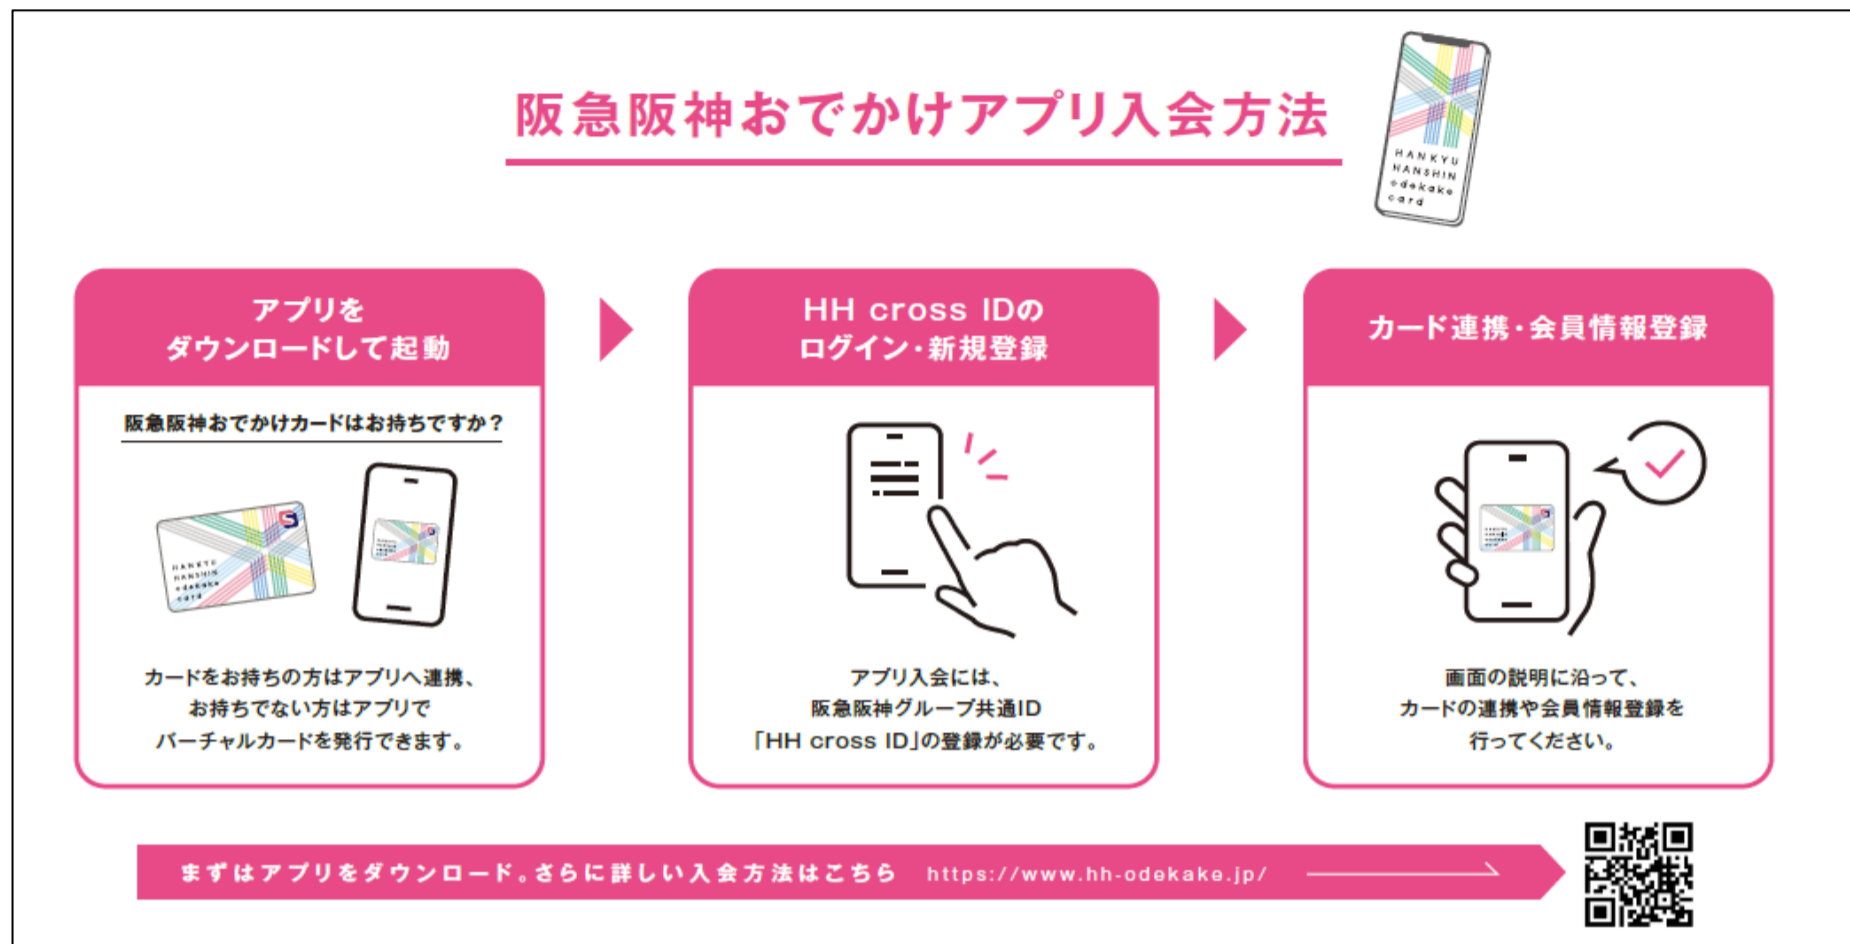 阪急阪神おでかけアプリ入会方法
HANKYU
HANSHIN
odekake
card
アプリを
ダウンロードして起動
阪急阪神おでかけカードはお持ちですか？
HANKYU
HANSHIN
odekake
card
カードをお持ちの方はアプリへ連携、
お持ちでない方はアプリで
バーチャルカードを発行できます。
HH cross IDの
ログイン・新規登録
アプリ入会には、
阪急阪神グループ共通ID
「HH cross ID」の登録が必要です。
カード連携・会員情報登録
画面の説明に沿って、
カードの連携や会員情報登録を
行ってください。
まずはアプリをダウンロード。さらに詳しい入会方法はこちら https://www.hh-odekake.jp/